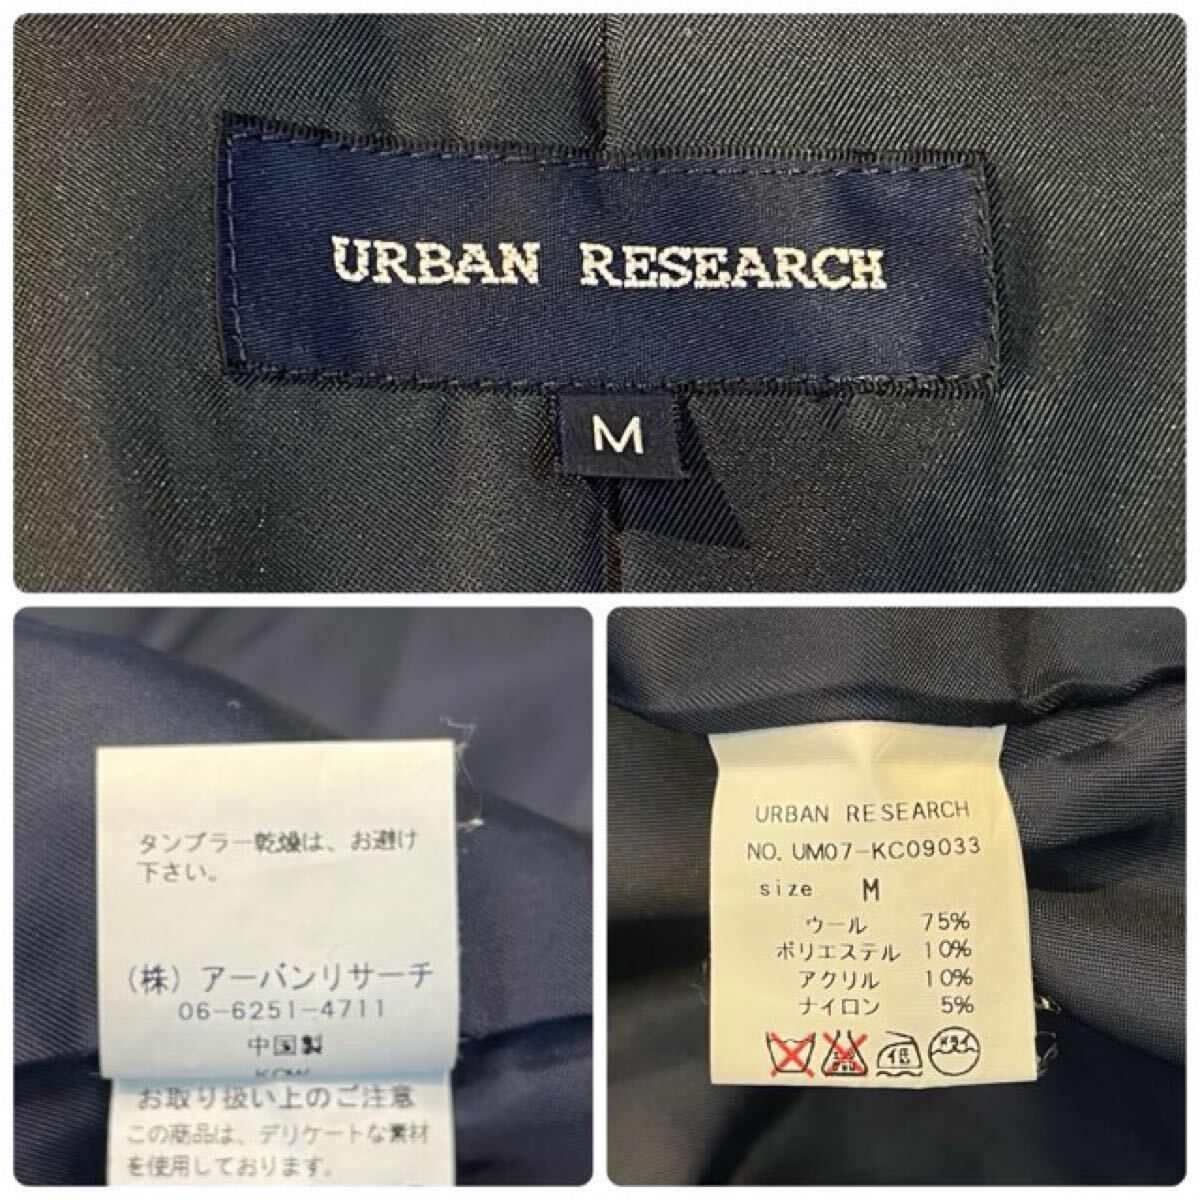 URBAN RESEARCH
M
タンブラー乾燥は、お避け
下さい。
(株) アーバンリサーチ
06-6251-4711
中国製
お取り扱い上のご注意
この商品は、デリケートな素材
を使用しております。
URBAN RESEARCH
NO. UM07-KC09033
size M
ウール 75%
ポリエステル 10%
アクリル 10%
ナイロン 5%
低 ドライ